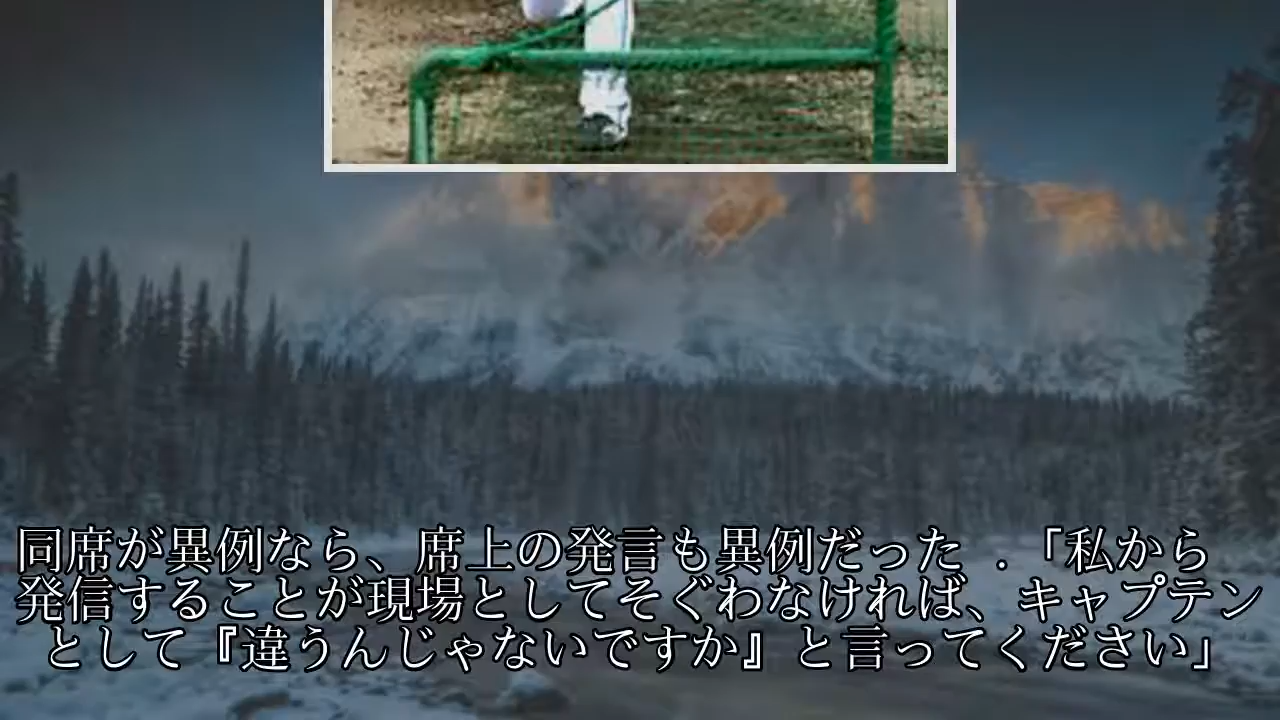 同席が異例なら、席上の発言も異例だった .「私から
発信することが現場としてそぐわなければ、キャプテン
として『違うんじゃないですか』と言ってください」